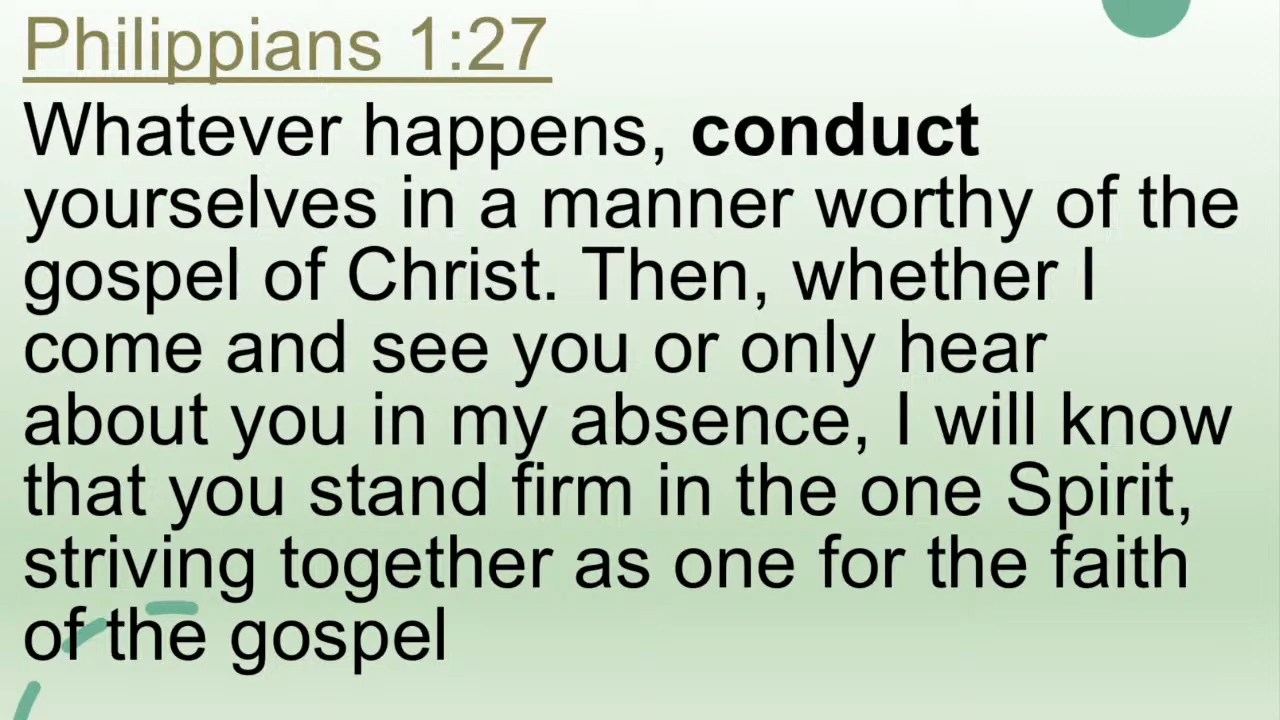 Philippians 1:27
Whatever happens, conduct
yourselves in a manner worthy of the
gospel of Christ. Then, whether I
come and see you or only hear
about you in my absence, I will know
that you stand firm in the one Spirit,
striving together as one for the faith
of the gospel